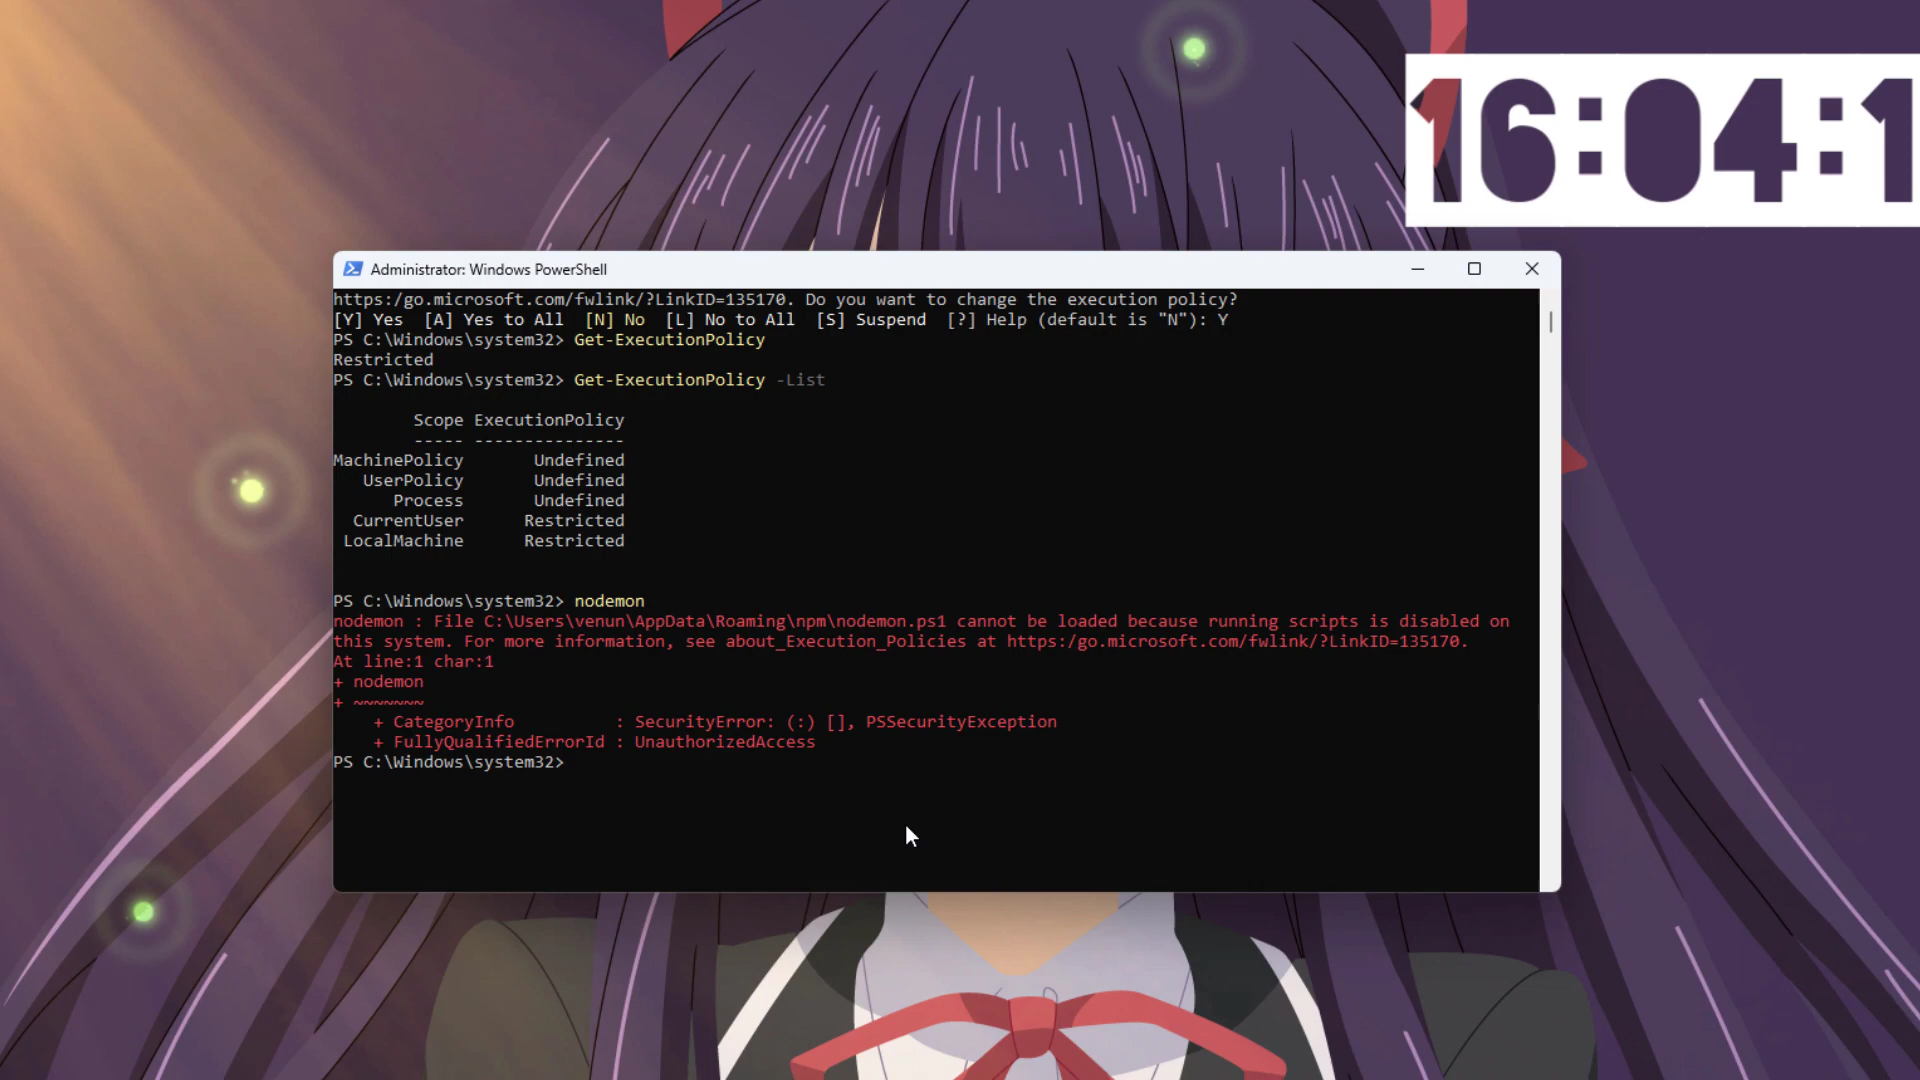 16:04:1
Administrator: Windows PowerShell
https:/go.microsoft.com/fwlink/?LinkID=135170. Do you want to change the execution policy?
[Y] Yes  [A] Yes to All  [N] No  [L] No to All  [S] Suspend  [?] Help (default is "N"): Y
PS C:\Windows\system32> Get-ExecutionPolicy
Restricted
PS C:\Windows\system32> Get-ExecutionPolicy -List
Scope ExecutionPolicy
----- ---------------
MachinePolicy       Undefined
UserPolicy       Undefined
Process       Undefined
CurrentUser      Restricted
LocalMachine      Restricted
PS C:\Windows\system32> nodemon
nodemon : File C:\Users\venun\AppData\Roaming\npm\nodemon.ps1 cannot be loaded because running scripts is disabled on
this system. For more information, see about_Execution_Policies at https:/go.microsoft.com/fwlink/?LinkID=135170.
At line:1 char:1
+ nodemon
+ ~~~~~~~
    + CategoryInfo          : SecurityError: (:) [], PSSecurityException
    + FullyQualifiedErrorId : UnauthorizedAccess
PS C:\Windows\system32>